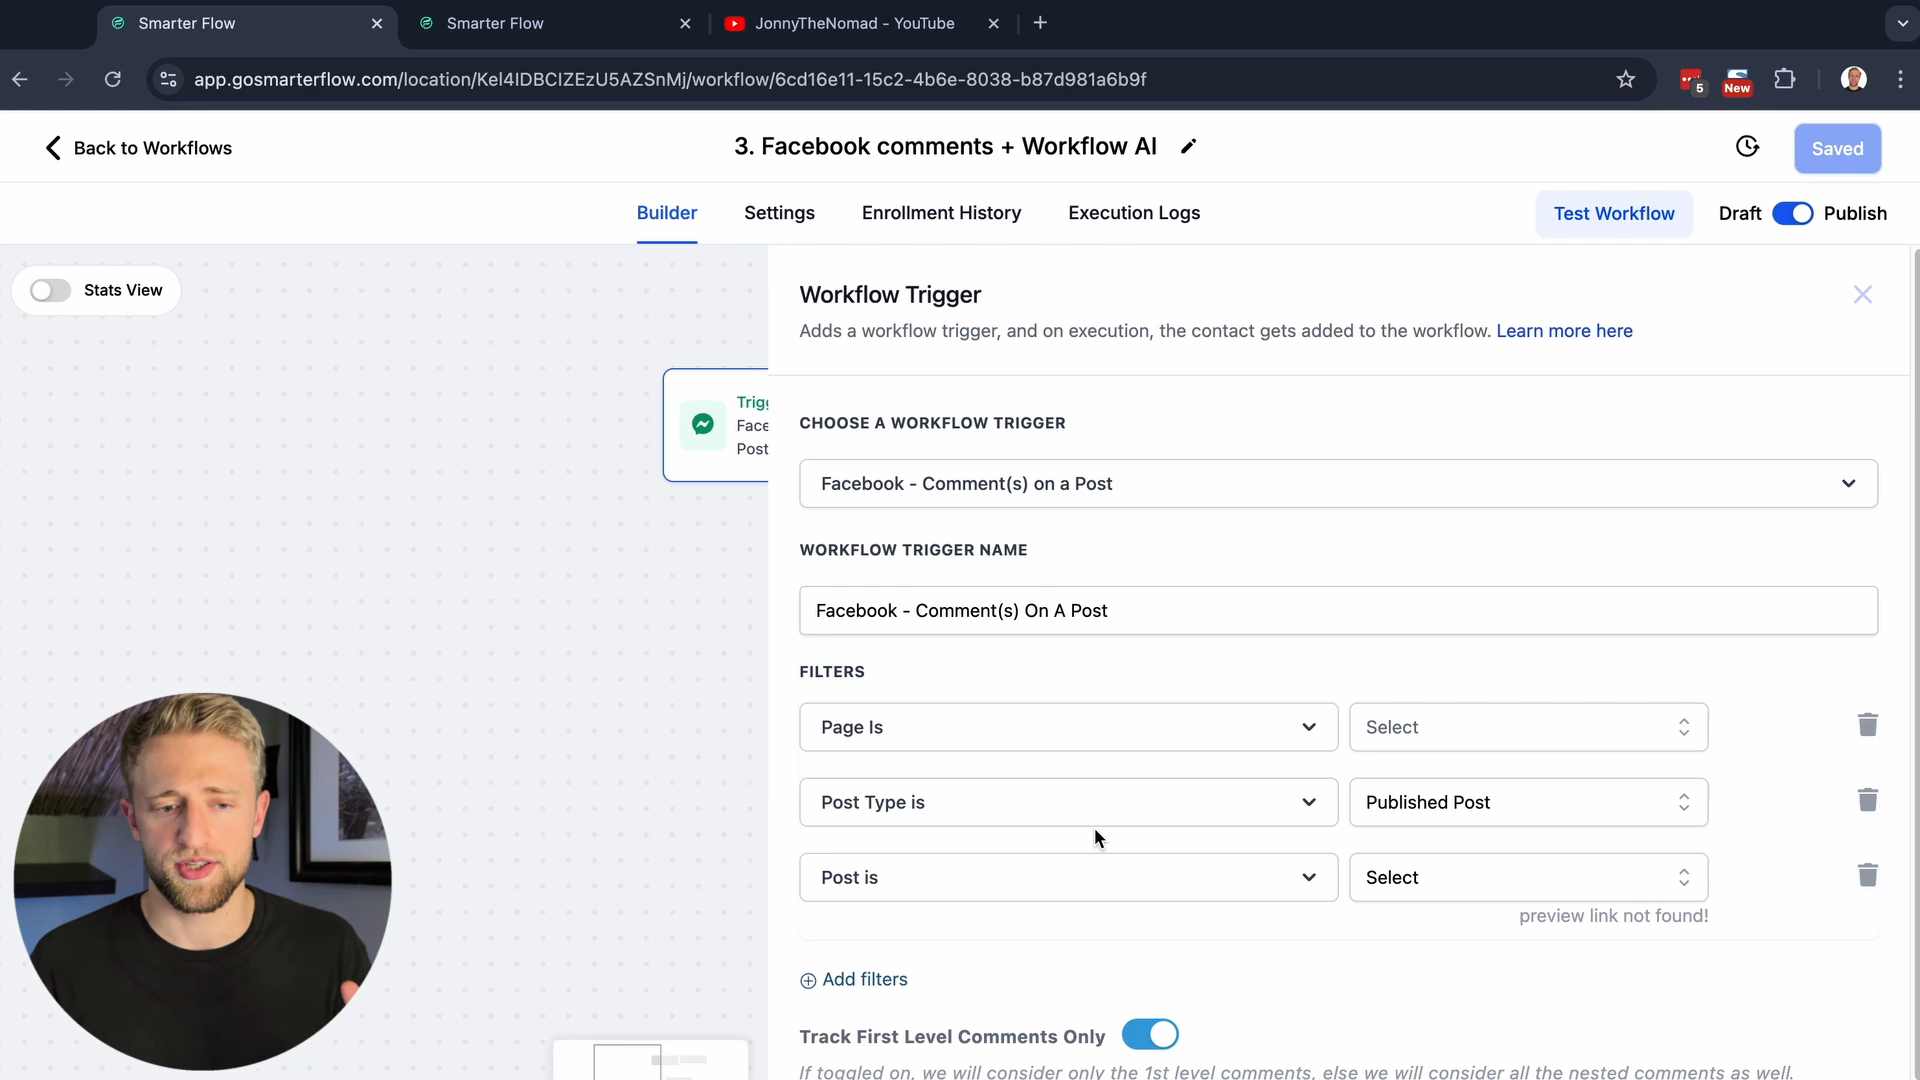 Smarter Flow
Smarter Flow
JonnyTheNomad - YouTube
app.gosmarterflow.com/location/Kel4IDBCIZEzU5AZSnMj/workflow/6cd16e11-15c2-4b6e-8038-b87d981a6b9f
5
New
Back to Workflows
3. Facebook comments + Workflow AI
Saved
Builder
Settings
Enrollment History
Execution Logs
Test Workflow
Draft
Publish
Stats View
Trigg
Face
Post
Workflow Trigger
Adds a workflow trigger, and on execution, the contact gets added to the workflow. Learn more here
CHOOSE A WORKFLOW TRIGGER
Facebook - Comment(s) on a Post
WORKFLOW TRIGGER NAME
Facebook - Comment(s) On A Post
FILTERS
Page Is
Select
Post Type is
Published Post
Post is
Select
preview link not found!
Add filters
Track First Level Comments Only
If toggled on, we will consider only the 1st level comments, else we will consider all the nested comments as well.